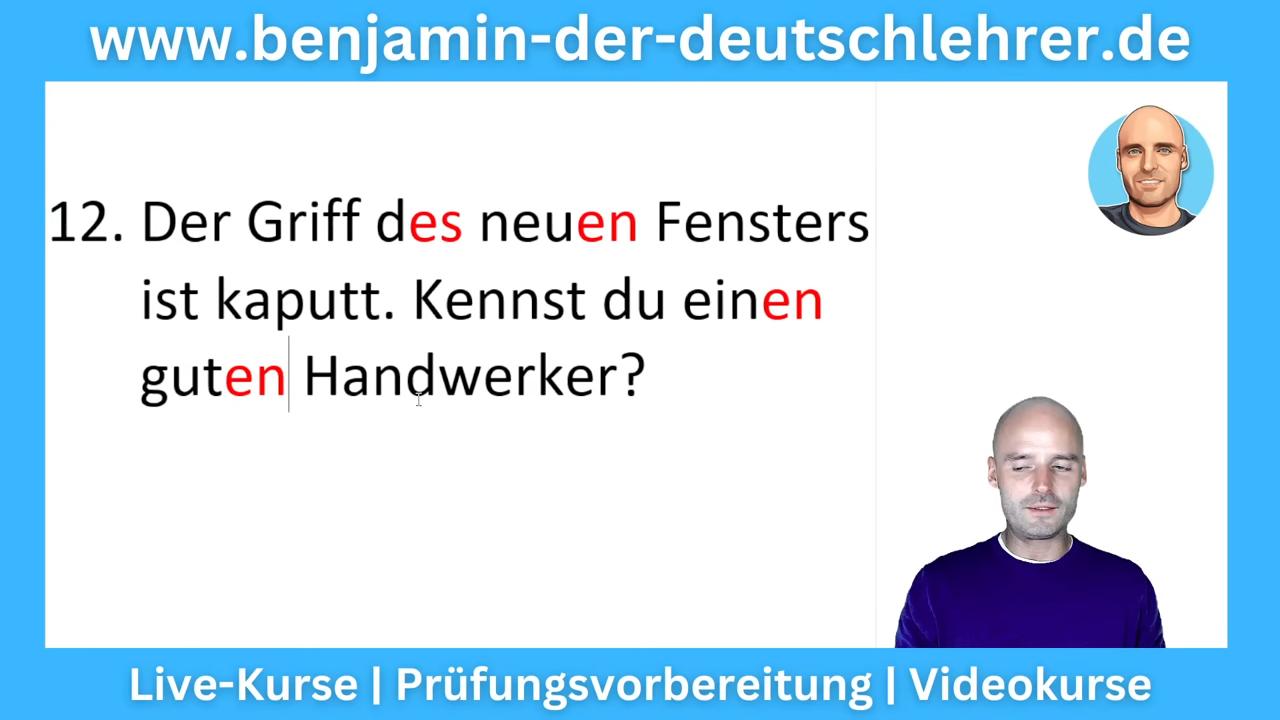 www.benjamin-der-deutschlehrer.de
12. Der Griff des neuen Fensters
ist kaputt. Kennst du einen
guten Handwerker?
Live-Kurse | Prüfungsvorbereitung | Videokurse